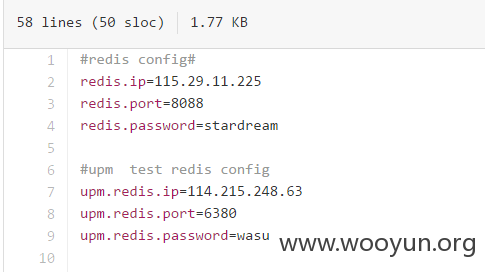 58 lines (50 sloc) 1.77 KB
1 #redis config#
2 redis.ip=115.29.11.225
3 redis.port=8088
4 redis.password=stardream
5
6 #upm  test redis config
7 upm.redis.ip=114.215.248.63
8 upm.redis.port=6380
9 upm.redis.password=wasu
10
www.wooyun.org